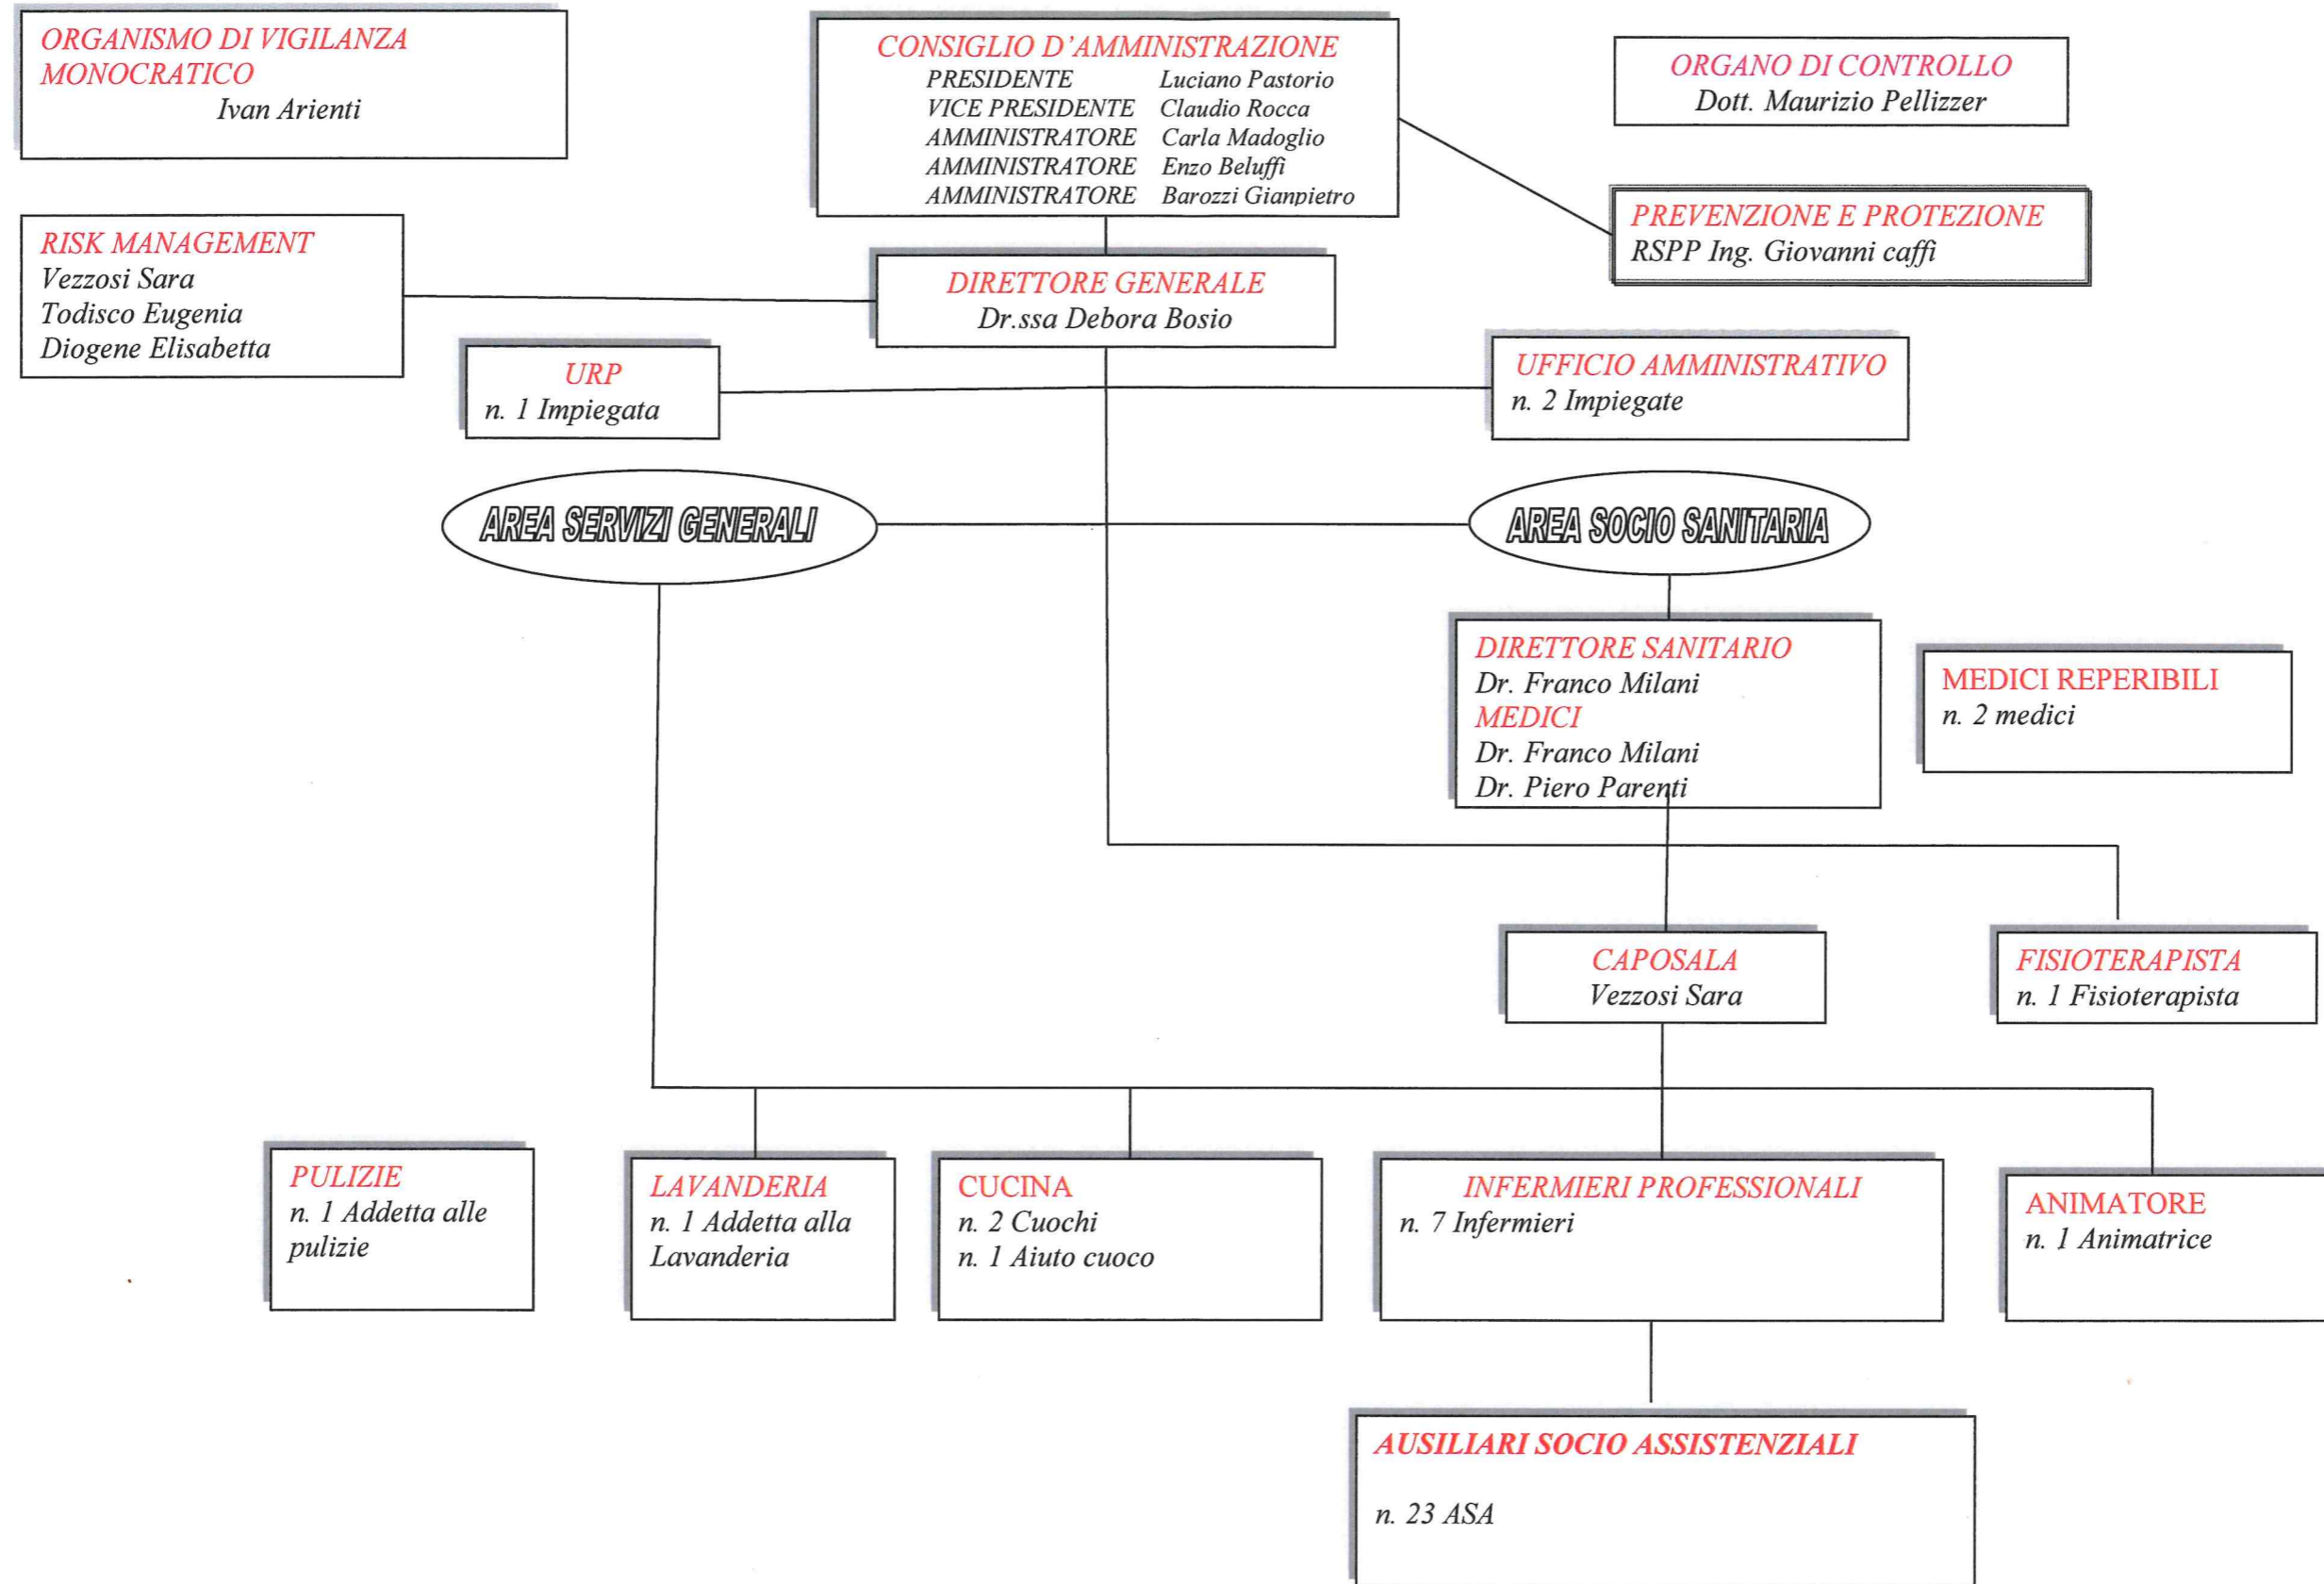 ORGANISMO DI VIGILANZA
MONOCRATICO
Ivan Arienti
CONSIGLIO D'AMMINISTRAZIONE
PRESIDENTE Luciano Pastorio
VICE PRESIDENTE Claudio Rocca
AMMINISTRATORE Carla Madoglio
AMMINISTRATORE Enzo Beluffi
AMMINISTRATORE Barozzi Gianpietro
ORGANO DI CONTROLLO
Dott. Maurizio Pellizzer
PREVENZIONE E PROTEZIONE
RSPP Ing. Giovanni caffi
RISK MANAGEMENT
Vezzosi Sara
Todisco Eugenia
Diogene Elisabetta
DIRETTORE GENERALE
Dr.ssa Debora Bosio
URP
n. 1 Impiegata
UFFICIO AMMINISTRATIVO
n. 2 Impiegate
AREA SERVIZI GENERALI
AREA SOCIO SANITARIA
DIRETTORE SANITARIO
Dr. Franco Milani
MEDICI
Dr. Franco Milani
Dr. Piero Parenti
MEDICI REPERIBILI
n. 2 medici
CAPOSALA
Vezzosi Sara
FISIOTERAPISTA
n. 1 Fisioterapista
PULIZIE
n. 1 Addetta alle
pulizie
LAVANDERIA
n. 1 Addetta alla
Lavanderia
CUCINA
n. 2 Cuochi
n. 1 Aiuto cuoco
INFERMIERI PROFESSIONALI
n. 7 Infermieri
ANIMATORE
n. 1 Animatrice
AUSILIARI SOCIO ASSISTENZIALI
n. 23 ASA